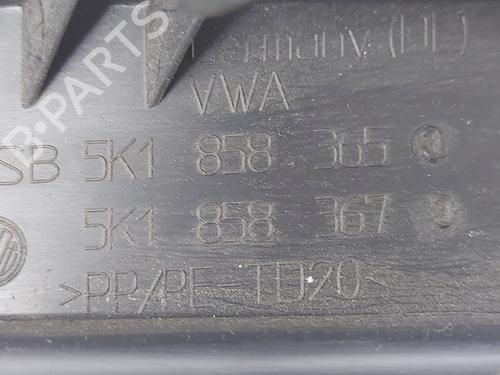 Germany (DE)
VWA
SB 5K1 858 365
5K1 858 367
>PP/PE-TD20<
B-PARTS